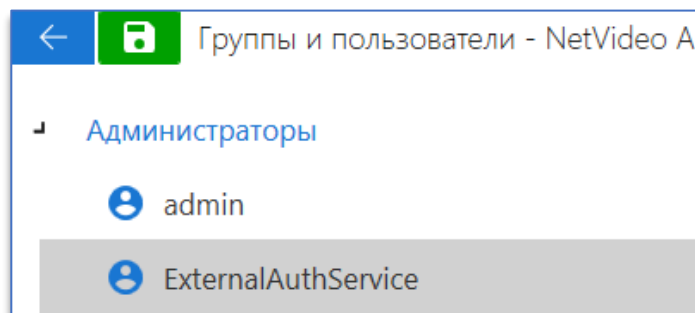 Группы и пользователи - NetVideo A
Администраторы
admin
ExternalAuthService